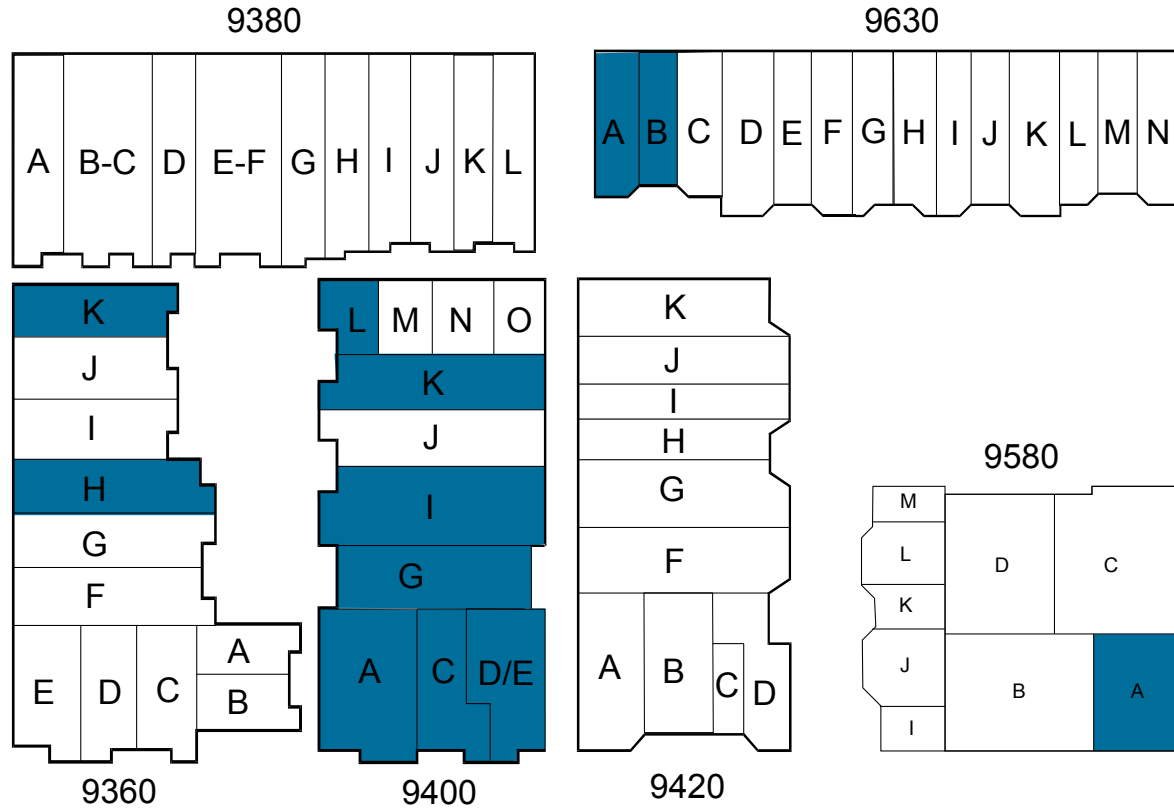 9380
9630
A B-C D E-F G H I J K L
A B C D E F G H I J K L M N
K
J
I
H
G
F
E D C A
B
9360
L M N O
K
J
I
G
A C D/E
9400
K
J
I
H
G
F
A B C D
9420
9580
M
L
K
J
I
D C
B A